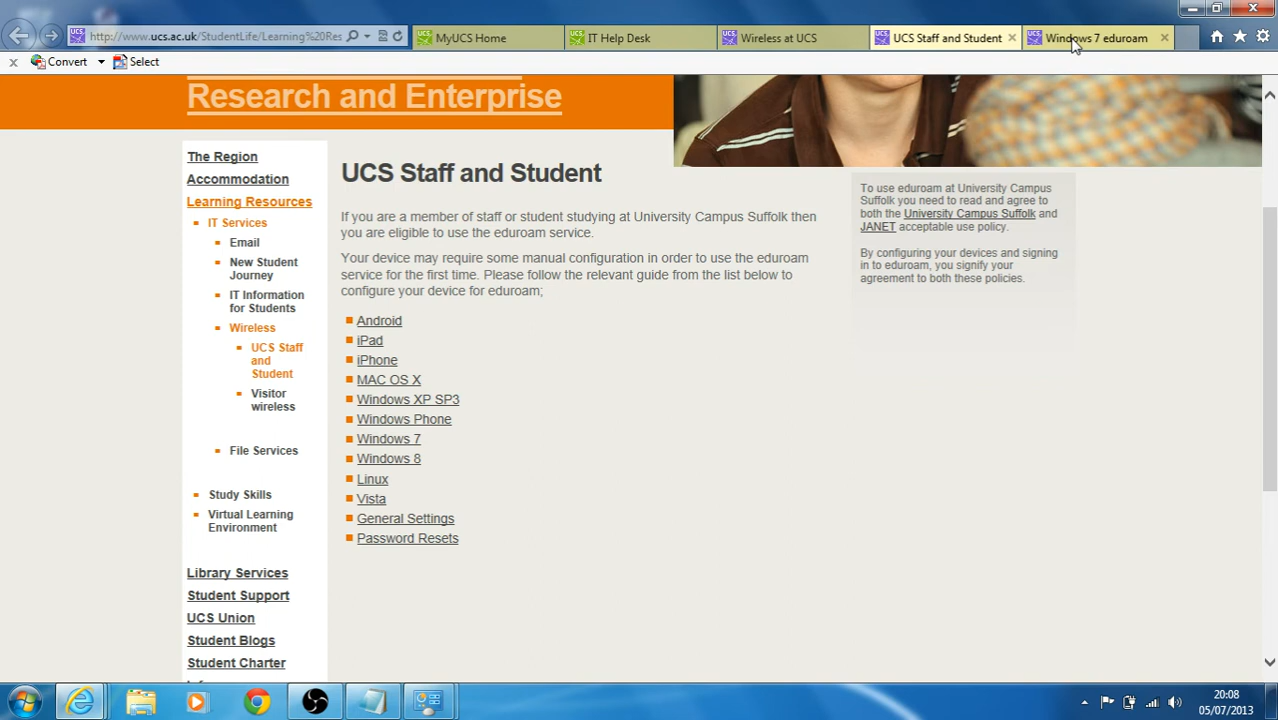 http://www.ucs.ac.uk/StudentLife/Learning%20Res
MyUCS Home
IT Help Desk
Wireless at UCS
UCS Staff and Student
Windows 7 eduroam
Convert
Select
Research and Enterprise
The Region
Accommodation
Learning Resources
IT Services
Email
New Student
Journey
IT Information
for Students
Wireless
UCS Staff
and
Student
Visitor
wireless
File Services
Study Skills
Virtual Learning
Environment
Library Services
Student Support
UCS Union
Student Blogs
Student Charter
UCS Staff and Student
If you are a member of staff or student studying at University Campus Suffolk then
you are eligible to use the eduroam service.
Your device may require some manual configuration in order to use the eduroam
service for the first time. Please follow the relevant guide from the list below to
configure your device for eduroam;
Android
iPad
iPhone
MAC OS X
Windows XP SP3
Windows Phone
Windows 7
Windows 8
Linux
Vista
General Settings
Password Resets
To use eduroam at University Campus
Suffolk you need to read and agree to
both the University Campus Suffolk and
JANET acceptable use policy.
By configuring your devices and signing
in to eduroam, you signify your
agreement to both these policies.
20:08
05/07/2013